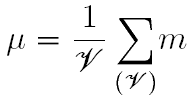 μ = 1/𝒱 ∑(𝒱) m